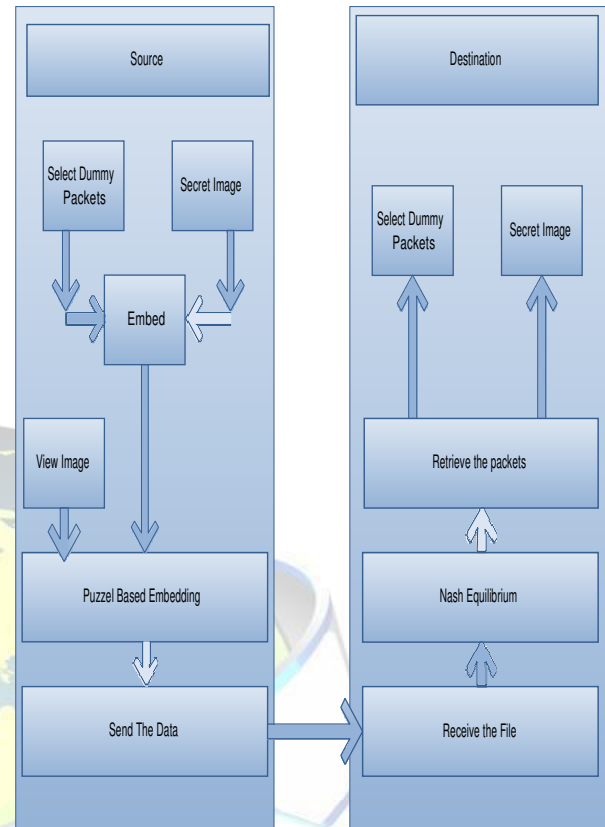 Source
Select Dummy
Packets
Secret Image
Embed
View Image
Puzzel Based Embedding
Send The Data
Destination
Select Dummy
Packets
Secret Image
Retrieve the packets
Nash Equilibrium
Receive the File